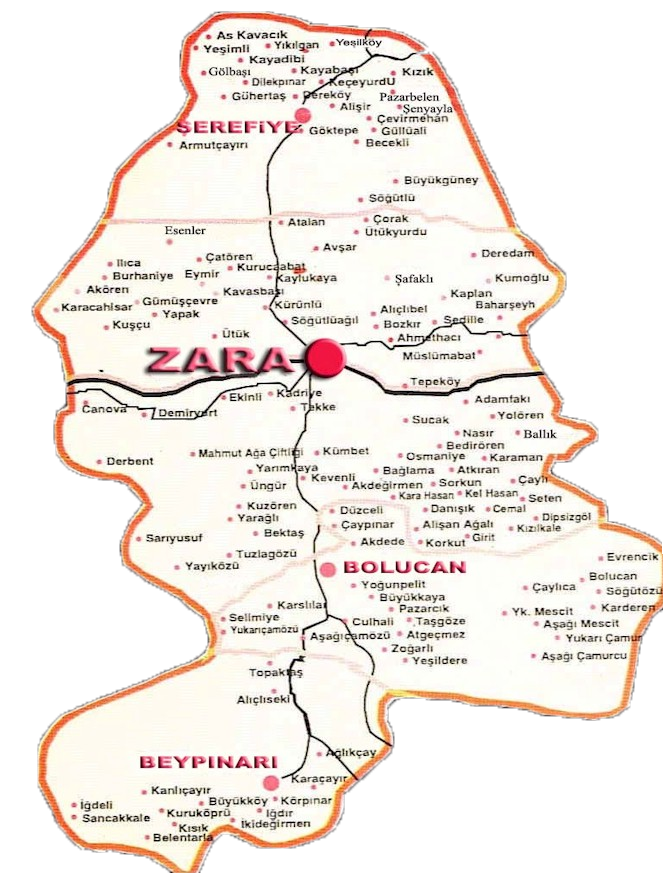 As Kavacık
Yeşimli
Yıkılgan
Yeşilköy
Kayadibi
Gölbaşı
Kayabaşı
Kızık
Dilekpınar
KeçeyurdU
Gühertaş
Dereköy
Pazarbelen
Alişir
Şenyayla
Çevirmehan
ŞEREFİYE
Göktepe
Güllüali
Armutçayırı
Becekli
Büyükgüney
Söğütlü
Atalan
Çorak
Esenler
Ütükyurdu
Avşar
Deredam
Ilıca
Çatören
Kurucaabat
Burhaniye
Eymir
Kaylukaya
Şafaklı
Kumoğlu
Akören
Kavasbaşı
Kaplan
Karacahisar
Gümüşçevre
Kürünlü
Baharşeyh
Yapak
Alıçlıbel
Kuşçu
Söğütlüağıl
Bozkır
Sedille
Ütük
Ahmethacı
ZARA
Müslümabat
Tepeköy
Canova
Demiryurt
Ekinli
Kadriye
Tekke
Adamfakı
Sucak
Yolören
Nasır
Ballık
Derbent
Mahmut Ağa Çiftliği
Kümbet
Bedirören
Osmaniye
Karaman
Yarımkaya
Kevenli
Bağlama
Atkıran
Üngür
Akdeğirmen
Sorkun
Çaylı
Kara Hasan
Kel Hasan
Seten
Kuzören
Düzceli
Danışık
Cemal
Yarağlı
Çaypınar
Alişan Ağalı
Dipsizgöl
Kızılkale
Sarıyusuf
Bektaş
Akdede
Korkut
Girit
Tuzlagözü
Yayıközü
BOLUCAN
Evrencik
Yoğunpelit
Çaylıca
Bolucan
Büyükkaya
Söğütözü
Karslılar
Pazarcık
Yk. Mescit
Karderen
Selimiye
Culhali
Taşgöze
Aşağı Mescit
Yukarıçamözü
Aşağıçamözü
Atgeçmez
Yukarı Çamur
Zoğarlı
Yeşildere
Aşağı Çamurcu
Topaktaş
Alıçlıseki
Ağlıkçay
BEYPINARI
Karaçayır
Kanlıçayır
İğdeli
Büyükköy
Körpınar
Sancakkale
Kuruköprü
Iğdır
Kısık
İkideğirmen
Belentarla